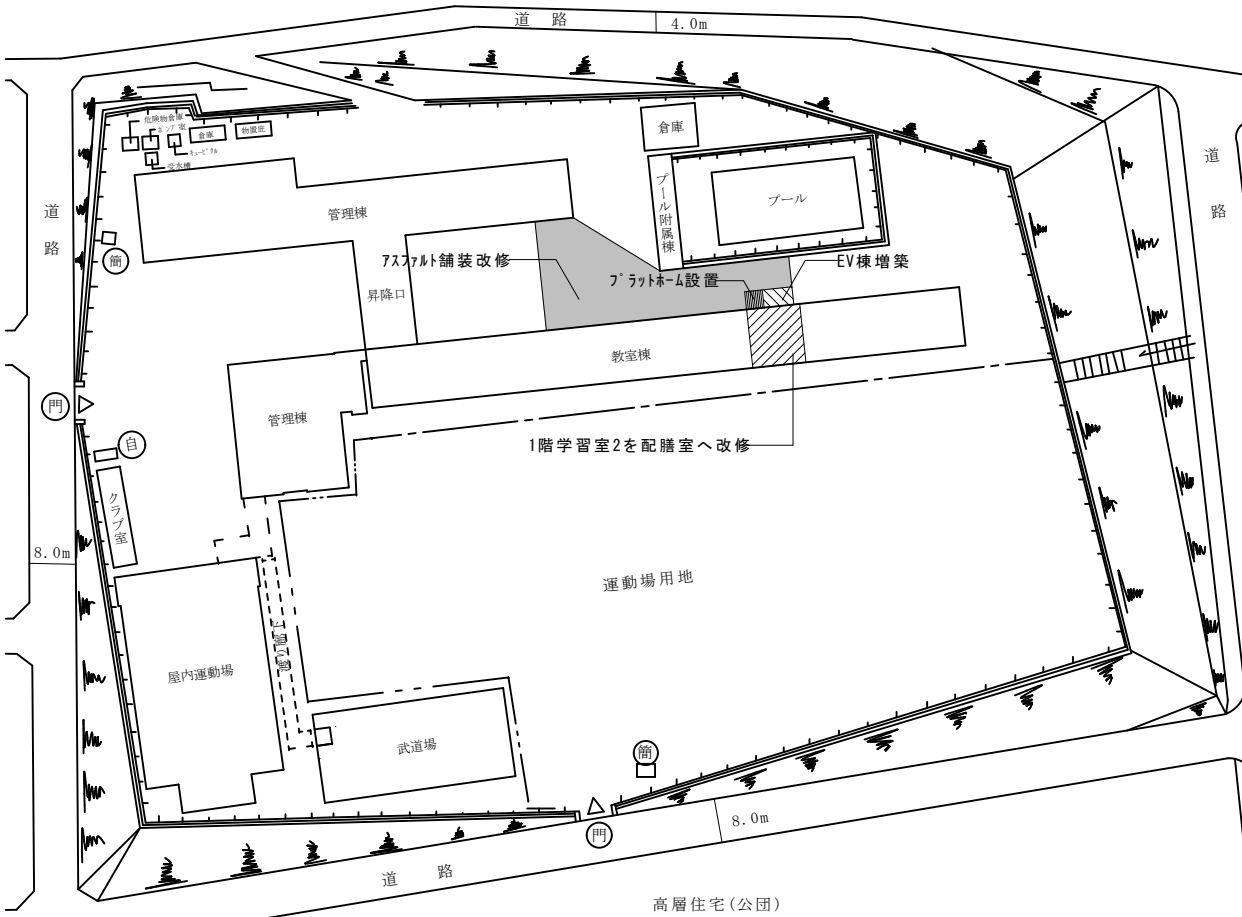 道 路
4.0m
危険物倉庫
ポンプ室
倉庫
物置庇
キュービクル
受水槽
倉庫
プール附属棟
プール
道路
道路
管理棟
簡
アスファルト舗装改修
昇降口
プラットホーム設置
EV棟増築
教室棟
門
管理棟
1階学習室2を配膳室へ改修
自
クラブ室
8.0m
運動場用地
渡り廊下
屋内運動場
武道場
簡
門
8.0m
道 路
高層住宅(公団)